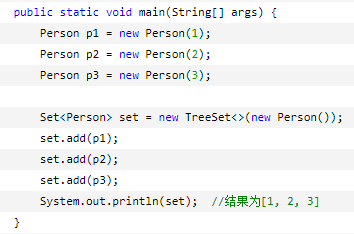 public static void main(String[] args) {
    Person p1 = new Person(1);
    Person p2 = new Person(2);
    Person p3 = new Person(3);

    Set<Person> set = new TreeSet<>(new Person());
    set.add(p1);
    set.add(p2);
    set.add(p3);
    System.out.println(set);  //结果为[1, 2, 3]
}